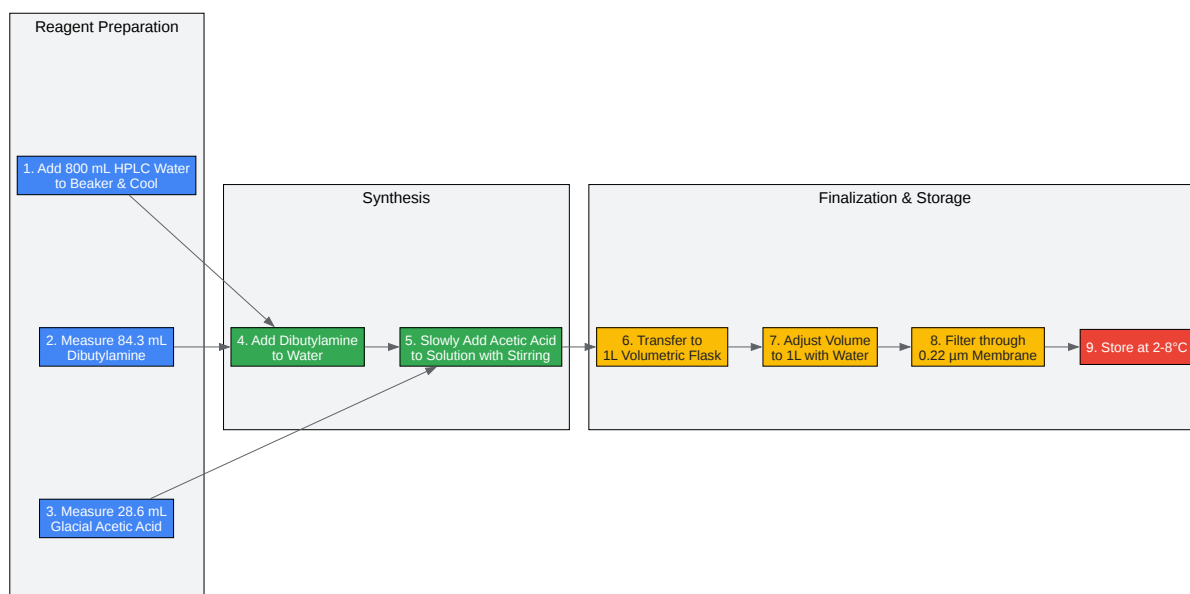 Reagent Preparation
1. Add 800 mL HPLC Water
to Beaker & Cool
2. Measure 84.3 mL
Dibutylamine
3. Measure 28.6 mL
Glacial Acetic Acid
Synthesis
4. Add Dibutylamine
to Water
5. Slowly Add Acetic Acid
to Solution with Stirring
Finalization & Storage
6. Transfer to
1L Volumetric Flask
7. Adjust Volume
to 1L with Water
8. Filter through
0.22 µm Membrane
9. Store at 2-8°C